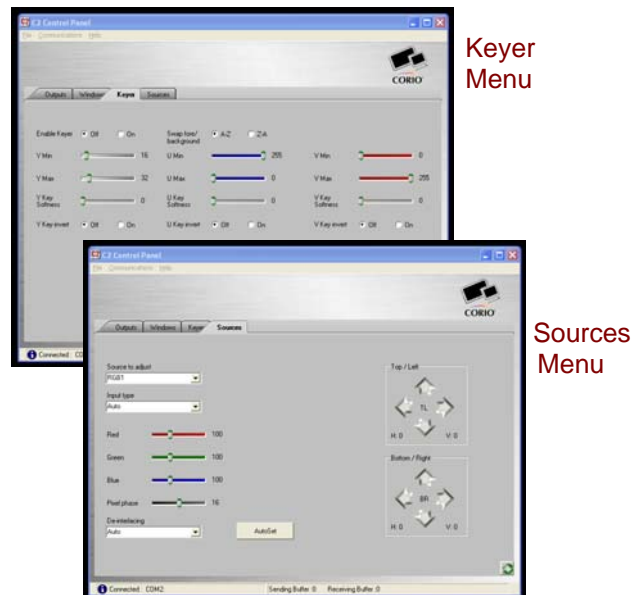 C2 Control Panel
File Communications Help
CORIO
Keyer
Menu
Outputs Windows Keyer Sources
Enable Keyer Off On Swap fore/ background A-Z Z-A
Y Min 16 U Min 255 V Min 0
Y Max 32 U Max 0 V Max 255
Y Key Softness 0 U Key Softness 0 V Key Softness 0
Y Key invert Off On U Key invert Off On V Key invert Off On
Connected : CO
C2 Control Panel
File Communications Help
CORIO
Sources
Menu
Outputs Windows Keyer Sources
Source to adjust
RGB1
Input type
Auto
Red 100
Green 100
Blue 100
Pixel phase 16
De-interlacing
Auto
AutoSet
Top / Left
TL
H: 0 V: 0
Bottom / Right
BR
H: 0 V: 0
Connected : COM2 Sending Buffer :0 Receiving Buffer :0